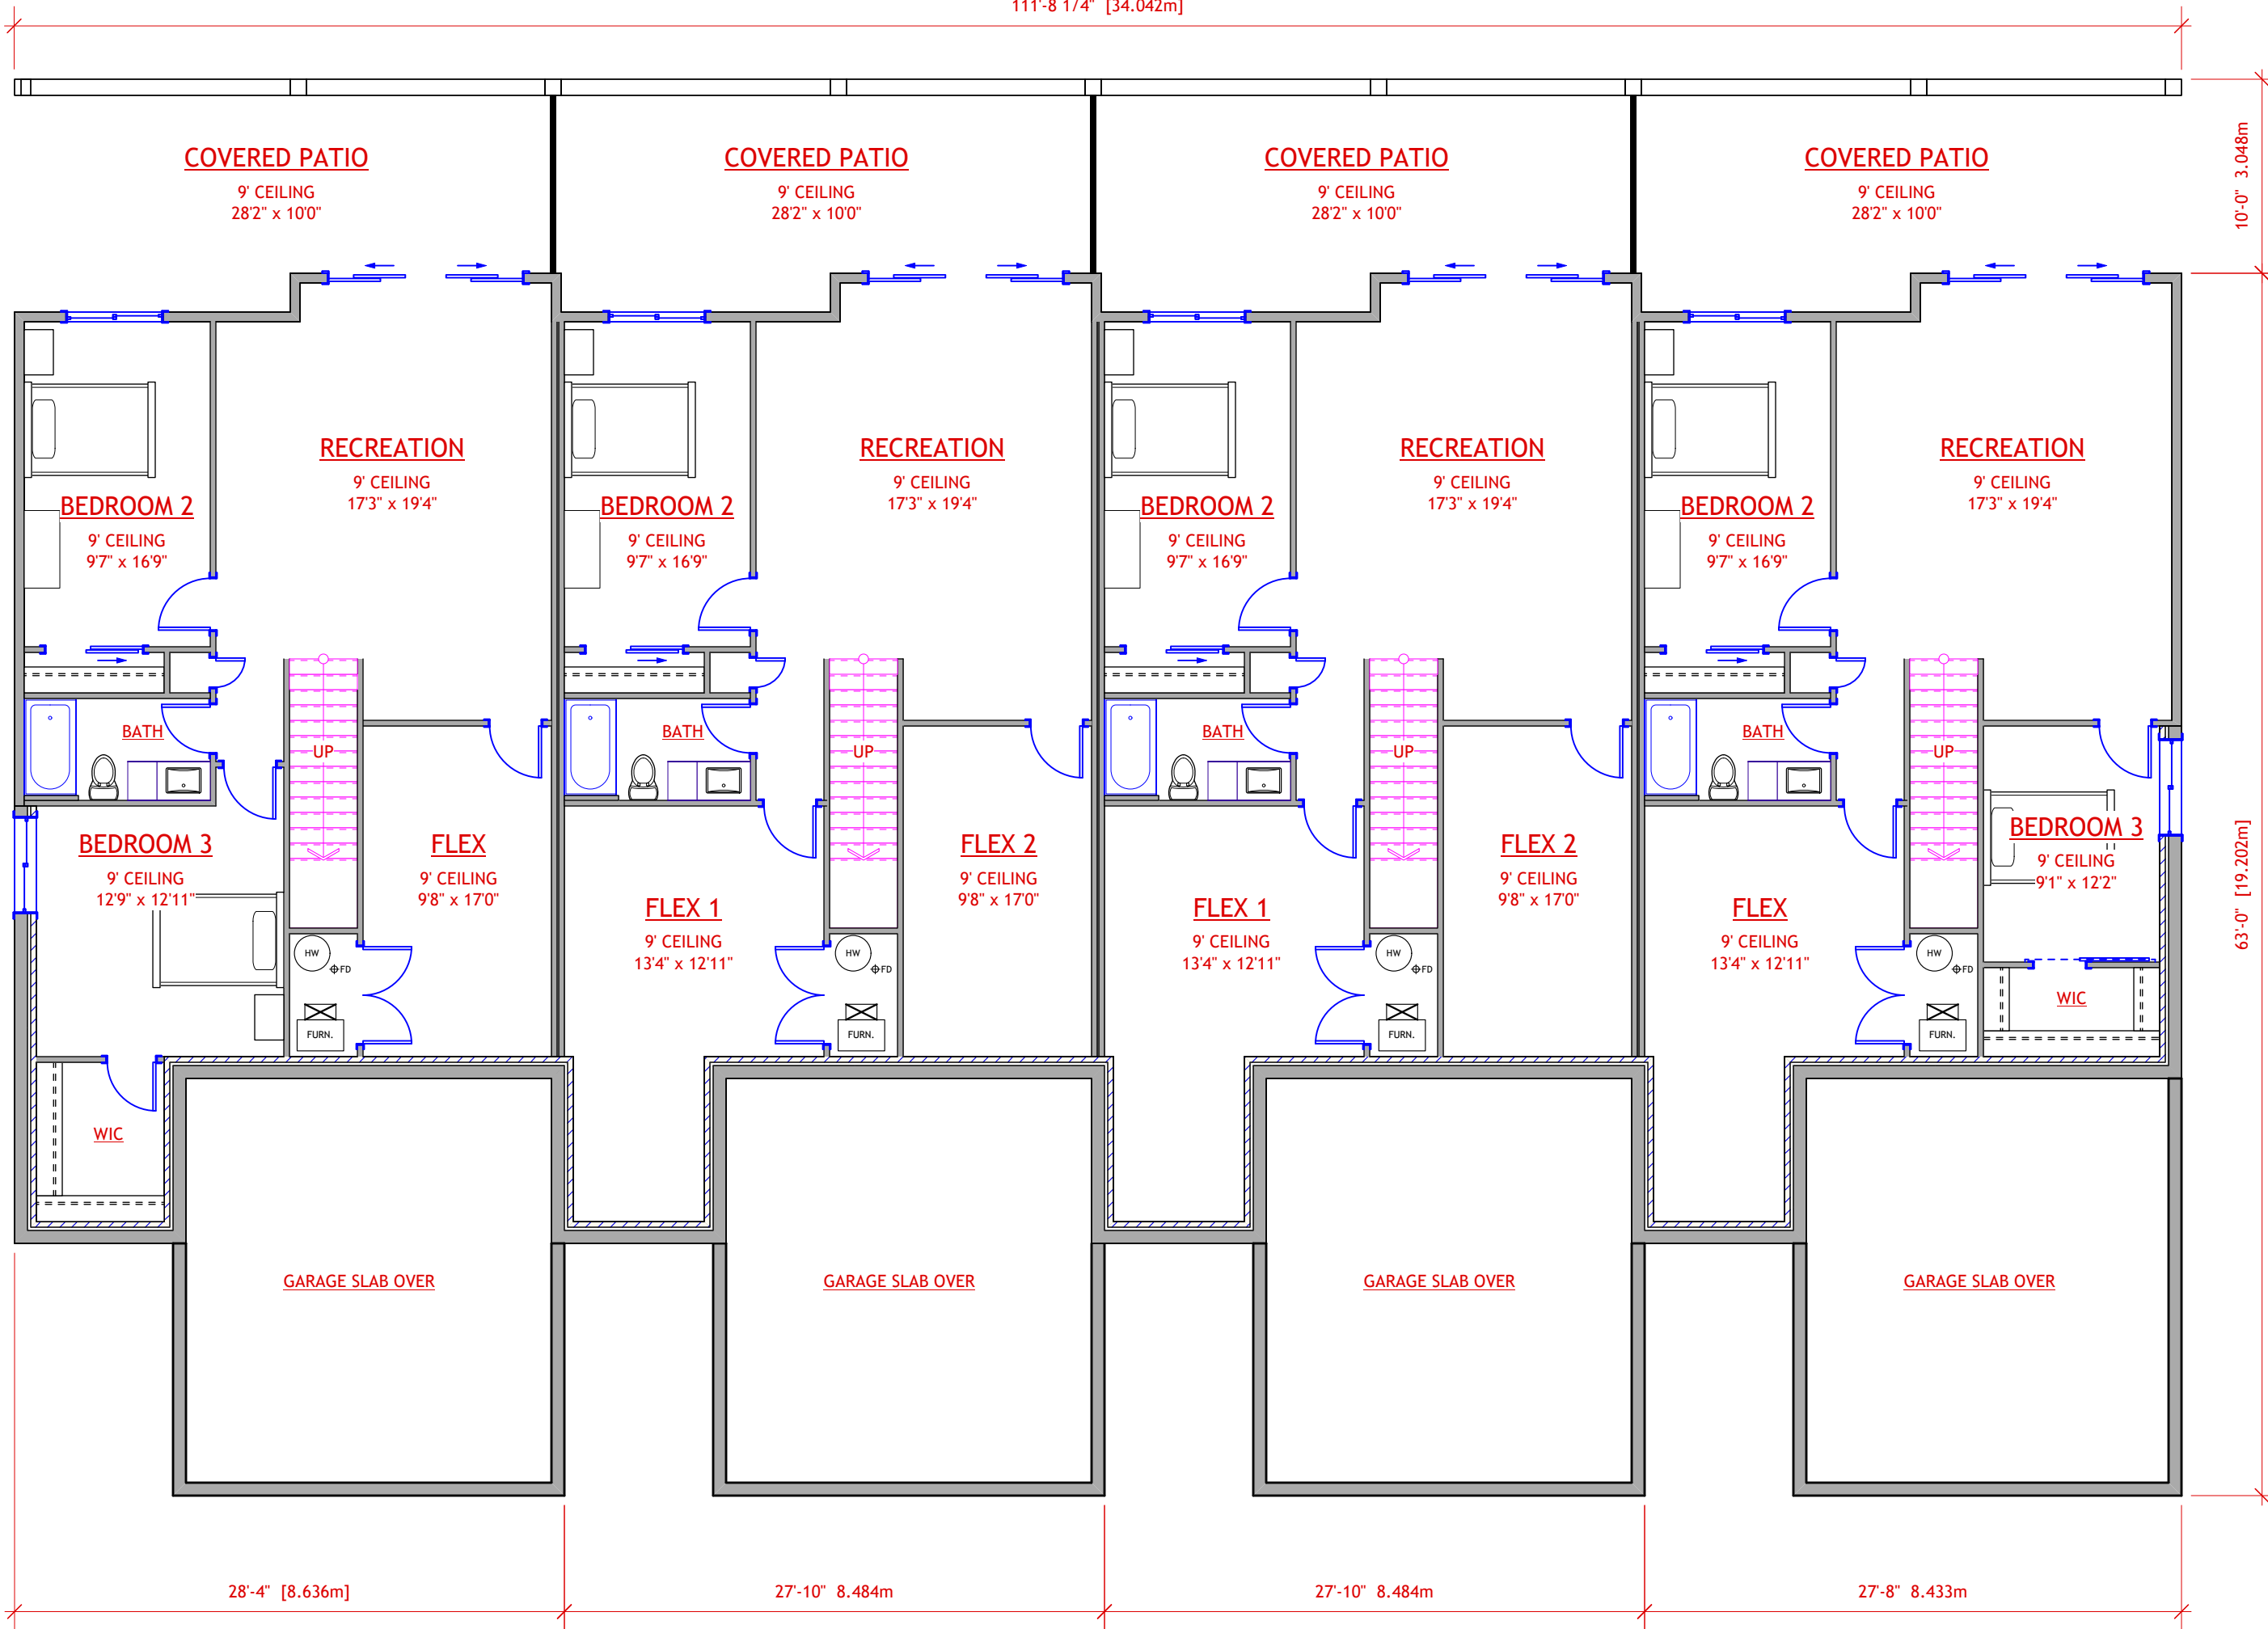 111'-8 1/4" [34.042m]
COVERED PATIO
9' CEILING
28'2" x 10'0"
COVERED PATIO
9' CEILING
28'2" x 10'0"
COVERED PATIO
9' CEILING
28'2" x 10'0"
COVERED PATIO
9' CEILING
28'2" x 10'0"
10'-0" 3.048m
RECREATION
9' CEILING
17'3" x 19'4"
RECREATION
9' CEILING
17'3" x 19'4"
RECREATION
9' CEILING
17'3" x 19'4"
RECREATION
9' CEILING
17'3" x 19'4"
BEDROOM 2
9' CEILING
9'7" x 16'9"
BEDROOM 2
9' CEILING
9'7" x 16'9"
BEDROOM 2
9' CEILING
9'7" x 16'9"
BEDROOM 2
9' CEILING
9'7" x 16'9"
BATH
UP
BATH
UP
BATH
UP
BATH
UP
BEDROOM 3
9' CEILING
12'9" x 12'11"
FLEX
9' CEILING
9'8" x 17'0"
FLEX 1
9' CEILING
13'4" x 12'11"
FLEX 2
9' CEILING
9'8" x 17'0"
FLEX 1
9' CEILING
13'4" x 12'11"
FLEX 2
9' CEILING
9'8" x 17'0"
FLEX
9' CEILING
13'4" x 12'11"
BEDROOM 3
9' CEILING
9'1" x 12'2"
63'-0" [19.202m]
HW
FD
FURN.
HW
FD
FURN.
HW
FD
FURN.
HW
FD
FURN.
WIC
WIC
GARAGE SLAB OVER
GARAGE SLAB OVER
GARAGE SLAB OVER
GARAGE SLAB OVER
28'-4" [8.636m]
27'-10" 8.484m
27'-10" 8.484m
27'-8" 8.433m